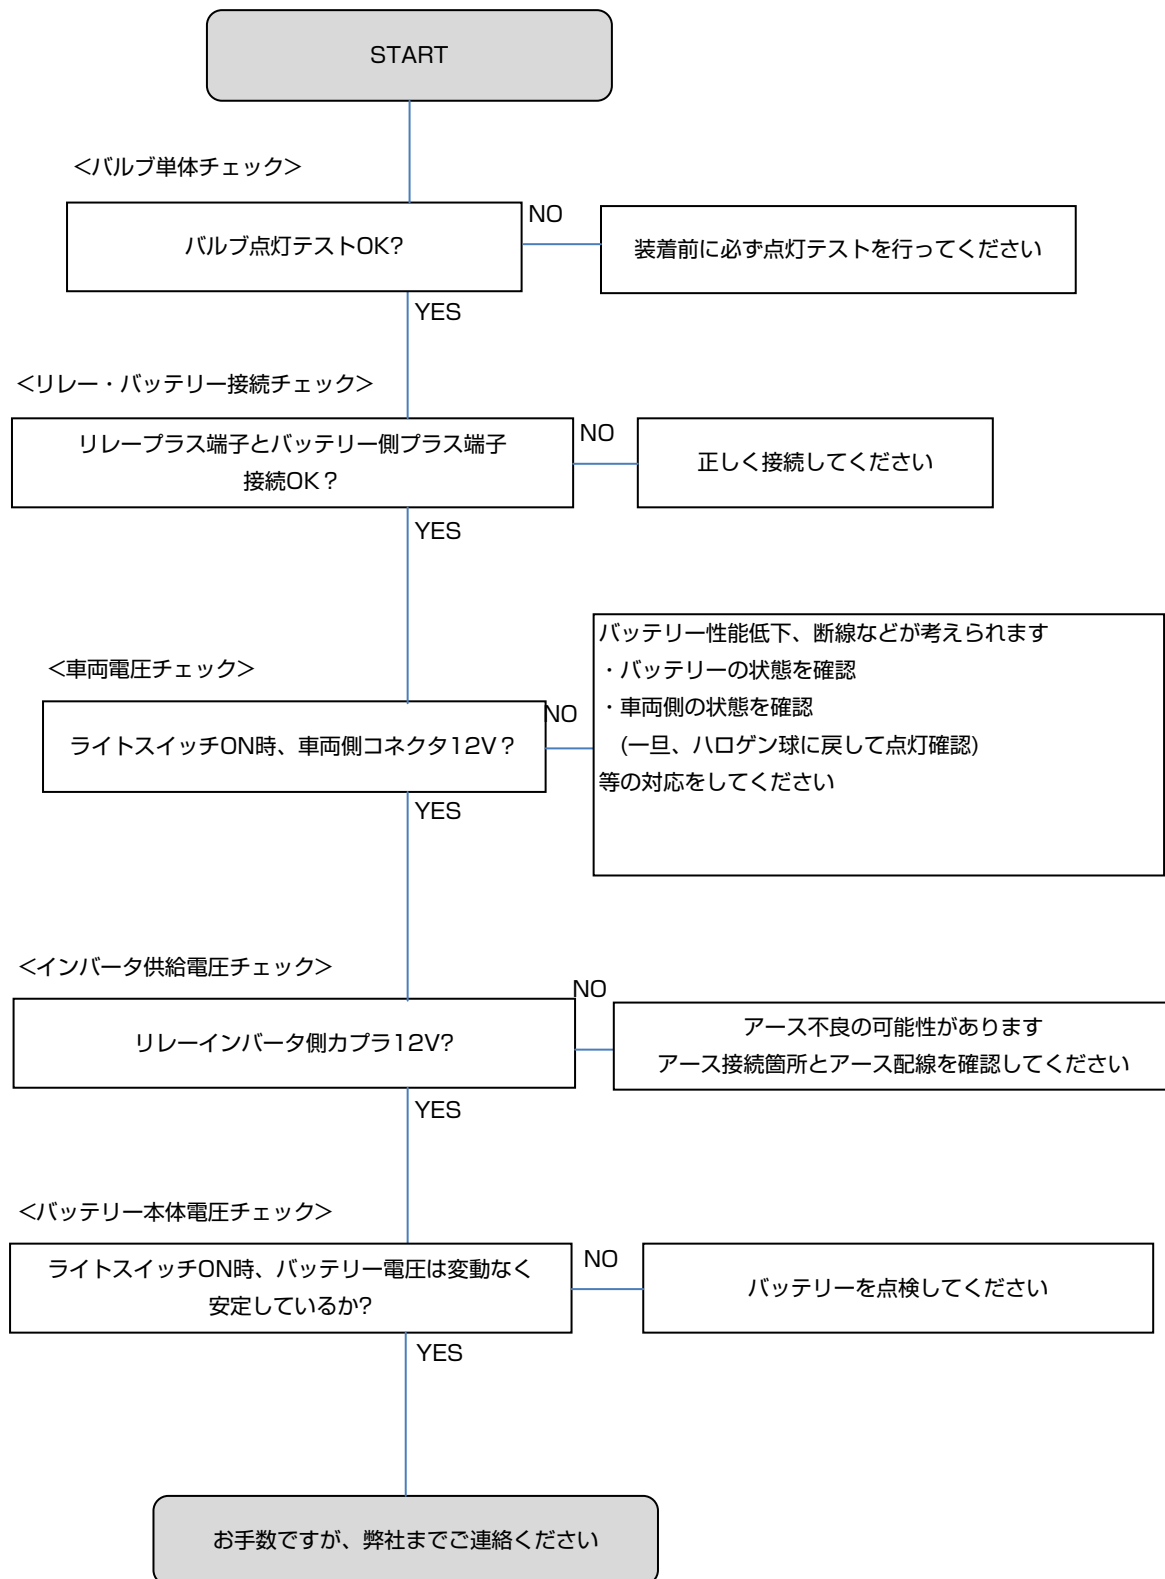 START
<バルブ単体チェック>
バルブ点灯テストOK?
NO
装着前に必ず点灯テストを行ってください
YES
<リレー・バッテリー接続チェック>
リレープラス端子とバッテリー側プラス端子
接続OK？
NO
正しく接続してください
YES
<車両電圧チェック>
ライトスイッチON時、車両側コネクタ12V？
NO
バッテリー性能低下、断線などが考えられます
・バッテリーの状態を確認
・車両側の状態を確認
(一旦、ハロゲン球に戻して点灯確認)
等の対応をしてください
YES
<インバータ供給電圧チェック>
リレーインバータ側カプラ12V?
NO
アース不良の可能性があります
アース接続箇所とアース配線を確認してください
YES
<バッテリー本体電圧チェック>
ライトスイッチON時、バッテリー電圧は変動なく
安定しているか?
NO
バッテリーを点検してください
YES
お手数ですが、弊社までご連絡ください